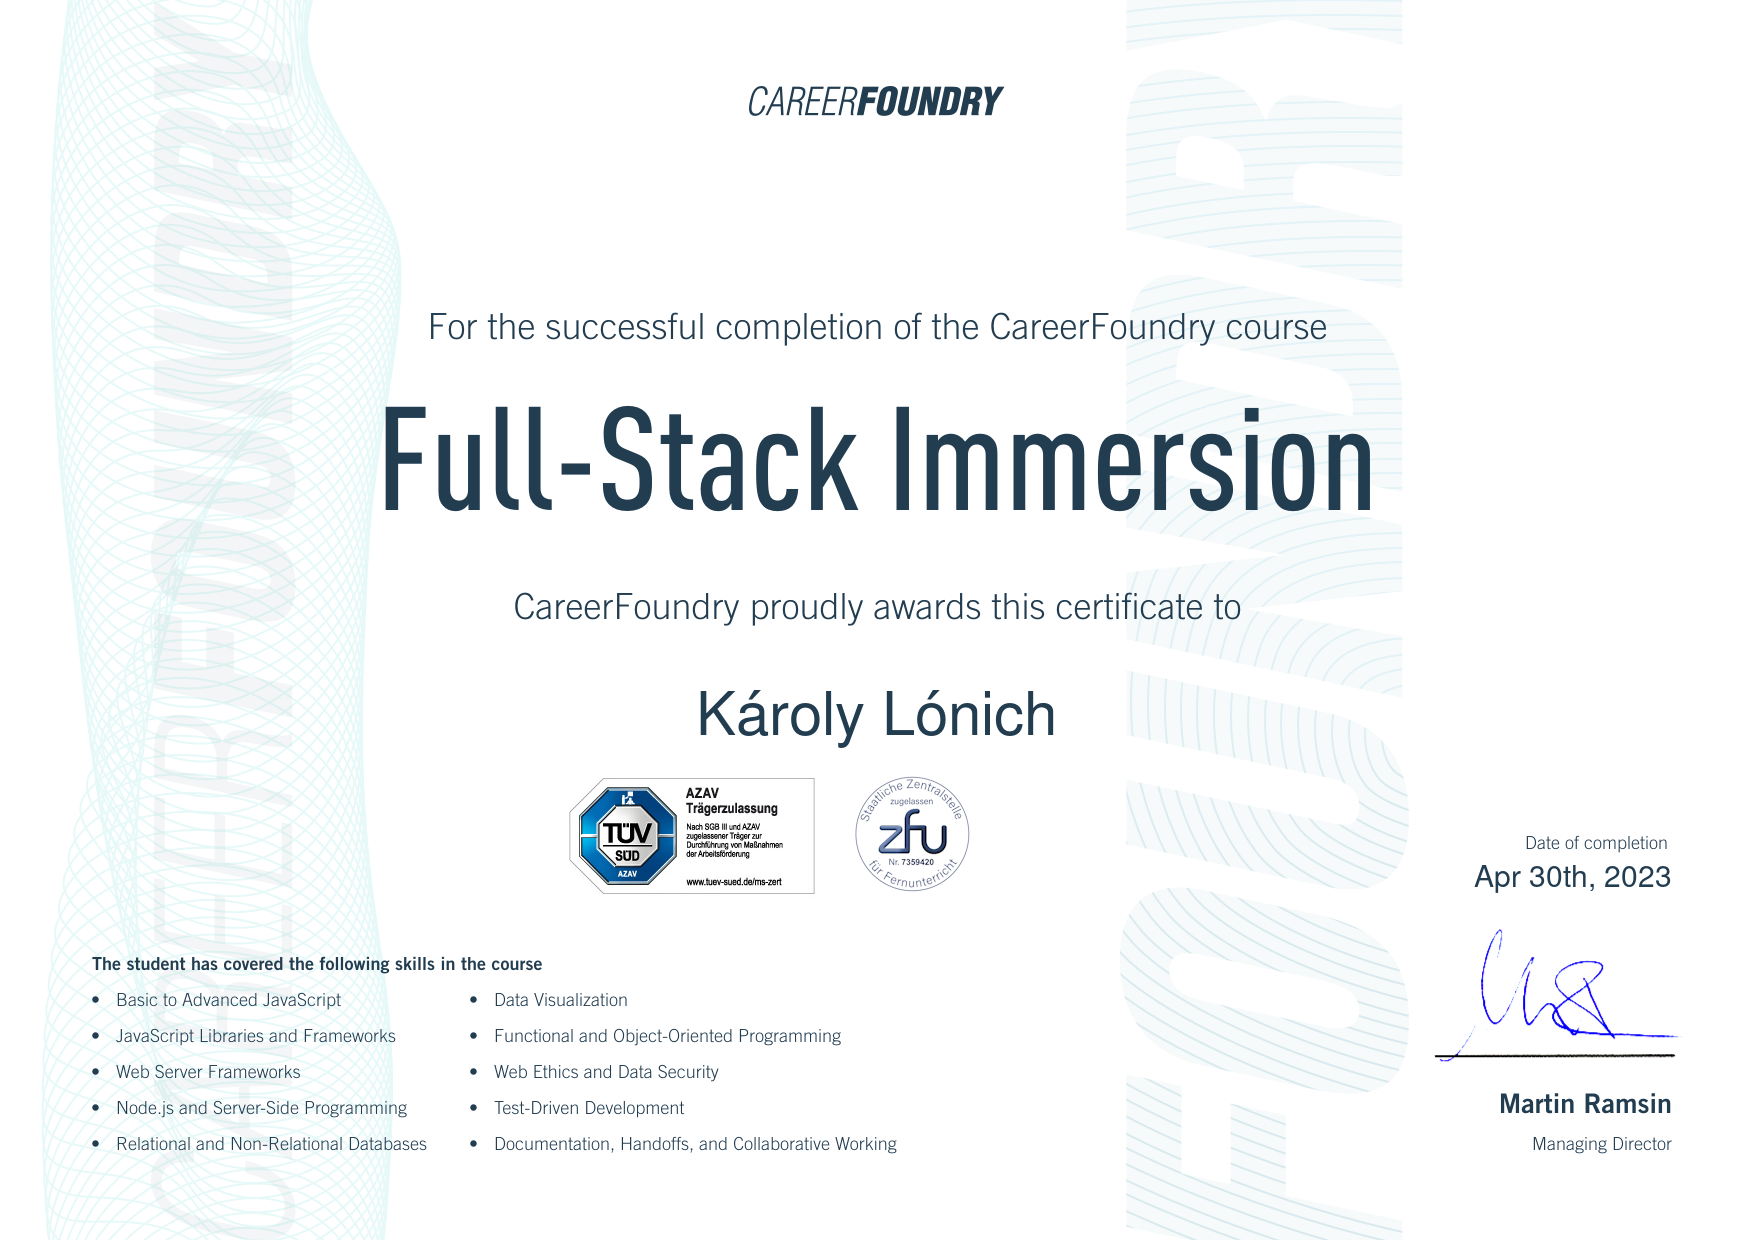 CAREERFOUNDRY
For the successful completion of the CareerFoundry course
Full-Stack Immersion
CareerFoundry proudly awards this certificate to
Károly Lónich
TÜV
SÜD
AZAV
AZAV
Trägerzulassung
Nach SGB III und AZAV
zugelassener Träger zur
Durchführung von Maßnahmen
der Arbeitsförderung
www.tuev-sued.de/ms-zert
Staatliche Zentralstelle
zugelassen
zfu
Nr. 7359420
für Fernunterricht
Date of completion
Apr 30th, 2023
The student has covered the following skills in the course
• Basic to Advanced JavaScript
• JavaScript Libraries and Frameworks
• Web Server Frameworks
• Node.js and Server-Side Programming
• Relational and Non-Relational Databases
• Data Visualization
• Functional and Object-Oriented Programming
• Web Ethics and Data Security
• Test-Driven Development
• Documentation, Handoffs, and Collaborative Working
Martin Ramsin
Managing Director
CAREERFOUNDRY
FOUNDRY